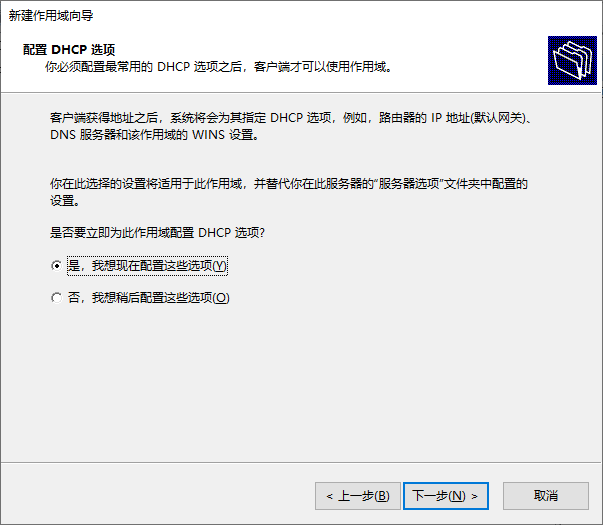 新建作用域向导
配置 DHCP 选项
你必须配置最常用的 DHCP 选项之后，客户端才可以使用作用域。
客户端获得地址之后，系统将会为其指定 DHCP 选项，例如，路由器的 IP 地址(默认网关)、
DNS 服务器和该作用域的 WINS 设置。
你在此选择的设置将适用于此作用域，并替代你在此服务器的“服务器选项”文件夹中配置的
设置。
是否要立即为此作用域配置 DHCP 选项?
是，我想现在配置这些选项(Y)
否，我想稍后配置这些选项(O)
< 上一步(B) 下一步(N) > 取消